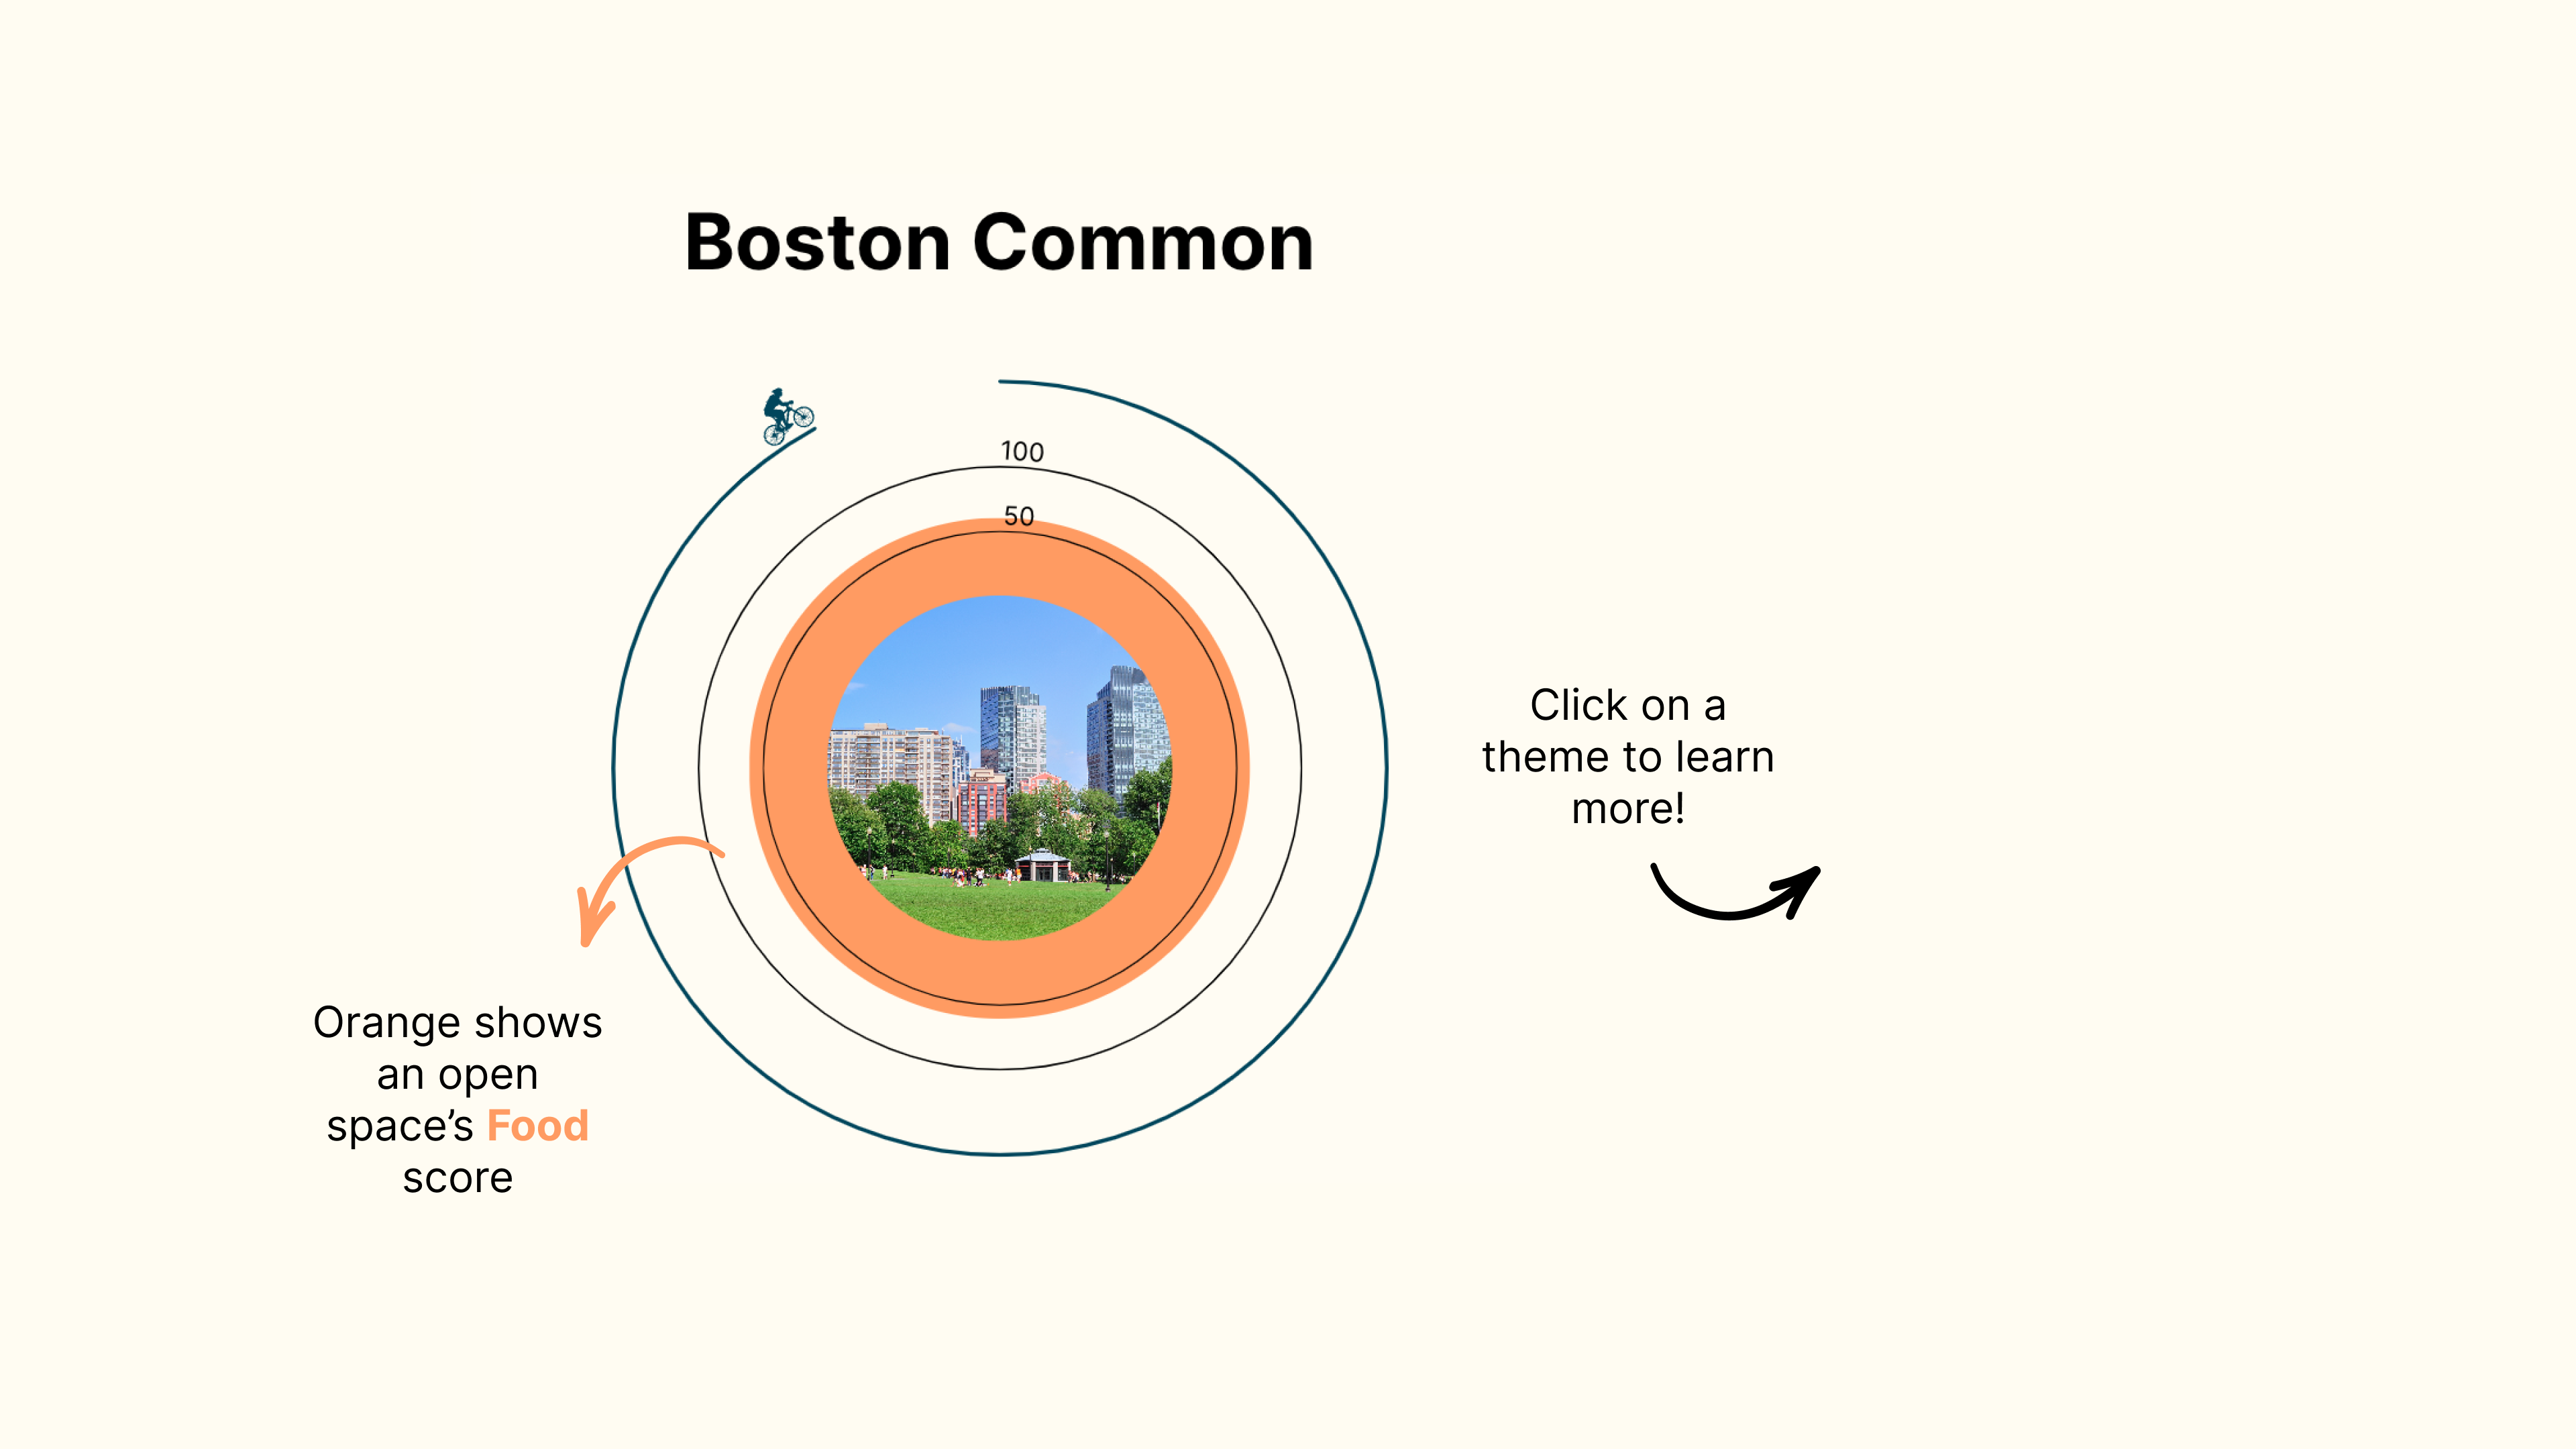 Boston Common
100
50
Click on a
theme to learn
more!
Orange shows
an open
space’s Food
score